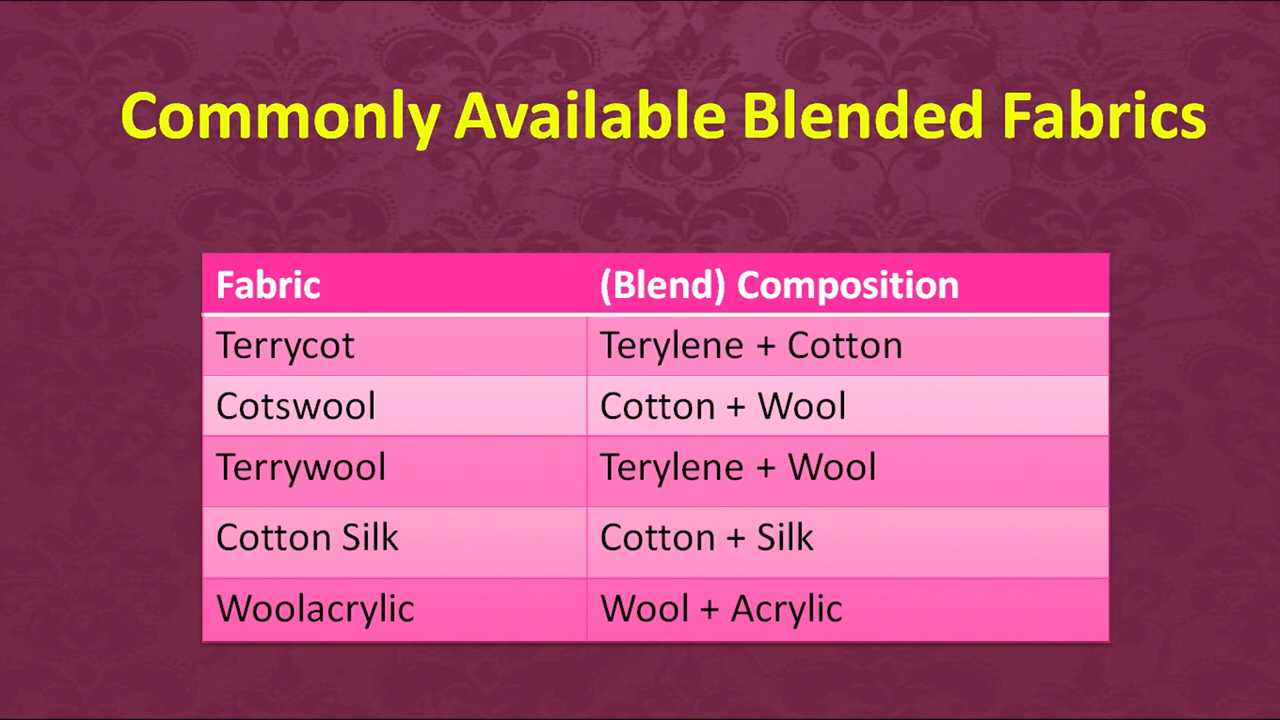 Commonly Available Blended Fabrics
Fabric (Blend) Composition
Terrycot Terylene + Cotton
Cotswool Cotton + Wool
Terrywool Terylene + Wool
Cotton Silk Cotton + Silk
Woolacrylic Wool + Acrylic